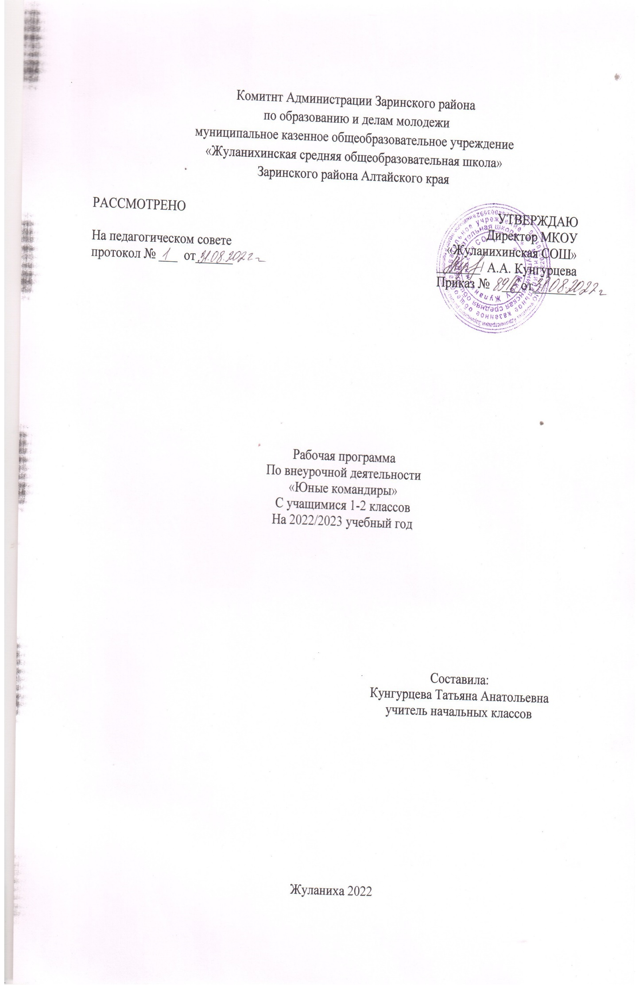 Комитнт Администрации Заринского района
по образованию и делам молодежи
муниципальное казенное общеобразовательное учреждение
«Жуланихинская средняя общеобразовательная школа»
Заринского района Алтайского края
РАССМОТРЕНО
На педагогическом совете
протокол № 1 от 31.08.2022 г
УТВЕРЖДАЮ
Директор МКОУ
«Жуланихинская СОШ»
/ А.А. Кунгурцева
Приказ № 89/6 от 31.08.2022 г
Рабочая программа
По внеурочной деятельности
«Юные командиры»
С учащимися 1-2 классов
На 2022/2023 учебный год
Составила:
Кунгурцева Татьяна Анатольевна
учитель начальных классов
Жуланиха 2022